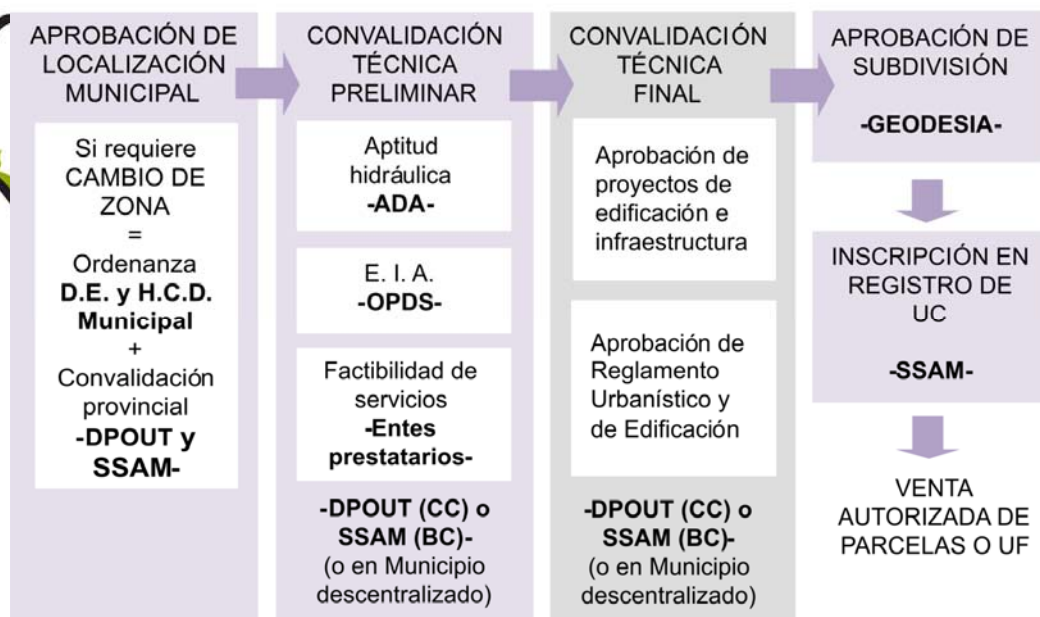 APROBACIÓN DE
LOCALIZACIÓN
MUNICIPAL
Si requiere
CAMBIO DE
ZONA
=
Ordenanza
D.E. y H.C.D.
Municipal
+
Convalidación
provincial
-DPOUT y
SSAM-
CONVALIDACIÓN
TÉCNICA
PRELIMINAR
Aptitud
hidráulica
-ADA-
E. I. A.
-OPDS-
Factibilidad de
servicios
-Entes
prestatarios-
-DPOUT (CC) o
SSAM (BC)-
(o en Municipio
descentralizado)
CONVALIDACIÓN
TÉCNICA
FINAL
Aprobación de
proyectos de
edificación e
infraestructura
Aprobación de
Reglamento
Urbanístico y
de Edificación
-DPOUT (CC) o
SSAM (BC)-
(o en Municipio
descentralizado)
APROBACIÓN DE
SUBDIVISIÓN
-GEODESIA-
INSCRIPCIÓN EN
REGISTRO DE
UC
-SSAM-
VENTA
AUTORIZADA DE
PARCELAS O UF